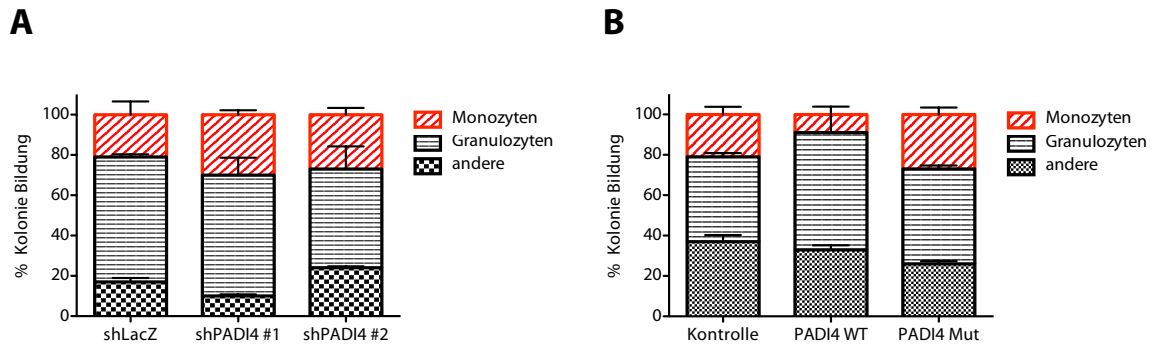 A
% Kolonie Bildung
100
80
60
40
20
0
shLacZ
shPADI4 #1
shPADI4 #2
Monozyten
Granulozyten
andere
B
% Kolonie Bildung
100
80
60
40
20
0
Kontrolle
PADI4 WT
PADI4 Mut
Monozyten
Granulozyten
andere